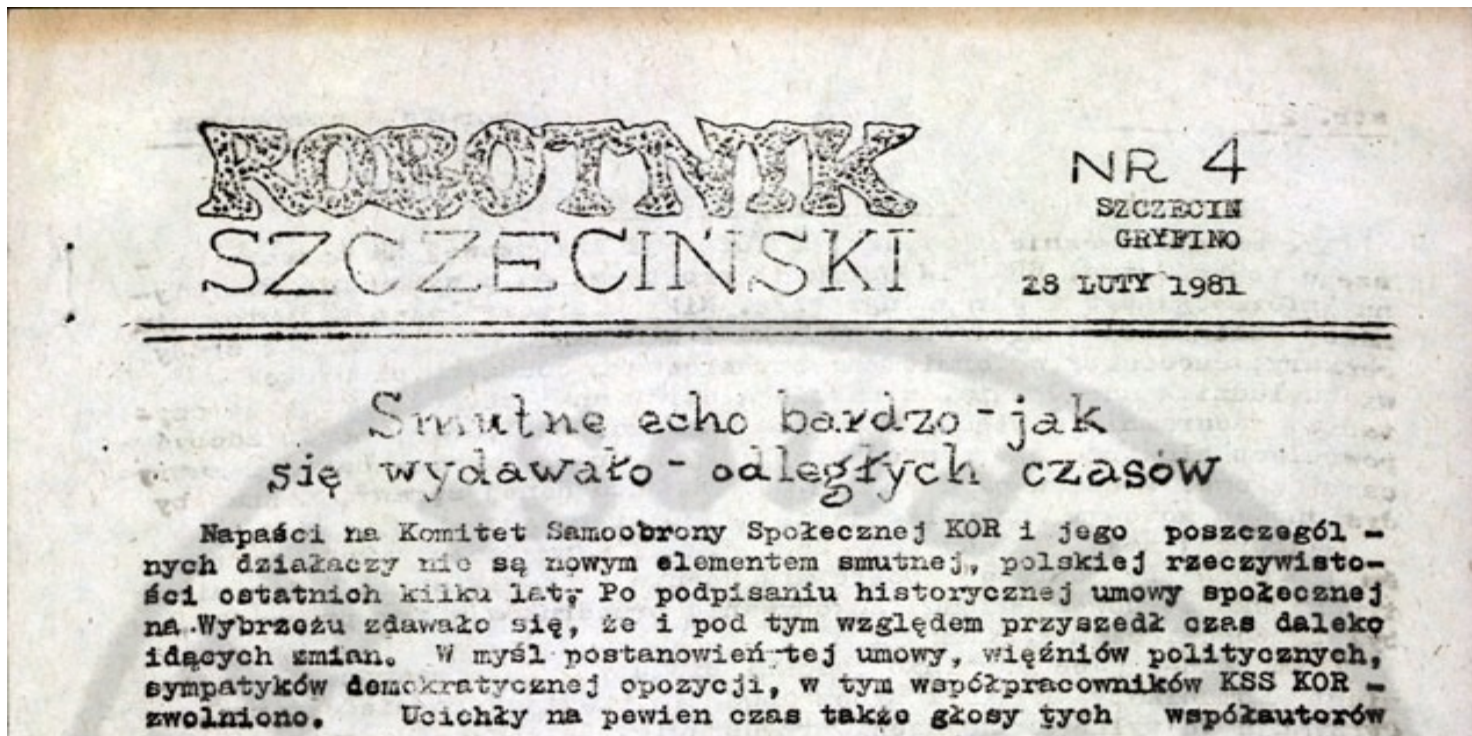 ROBOTNIK
SZCZECIŃSKI
NR 4
SZCZECIN
GRYFINO
28 LUTY 1981
Smutne echo bardzo - jak
się wydawało - odległych czasów
Napaści na Komitet Samoobrony Społecznej KOR i jego poszczegól -
nych działaczy nie są nowym elementem smutnej, polskiej rzeczywisto-
ści ostatnich kilku lat. Po podpisaniu historycznej umowy społecznej
na Wybrzeżu zdawało się, że i pod tym względem przyszedł czas daleko
idących zmian. W myśl postanowień tej umowy, więźniów politycznych,
sympatyków demokratycznej opozycji, w tym współpracowników KSS KOR -
zwolniono. Ucichły na pewien czas także głosy tych współautorów